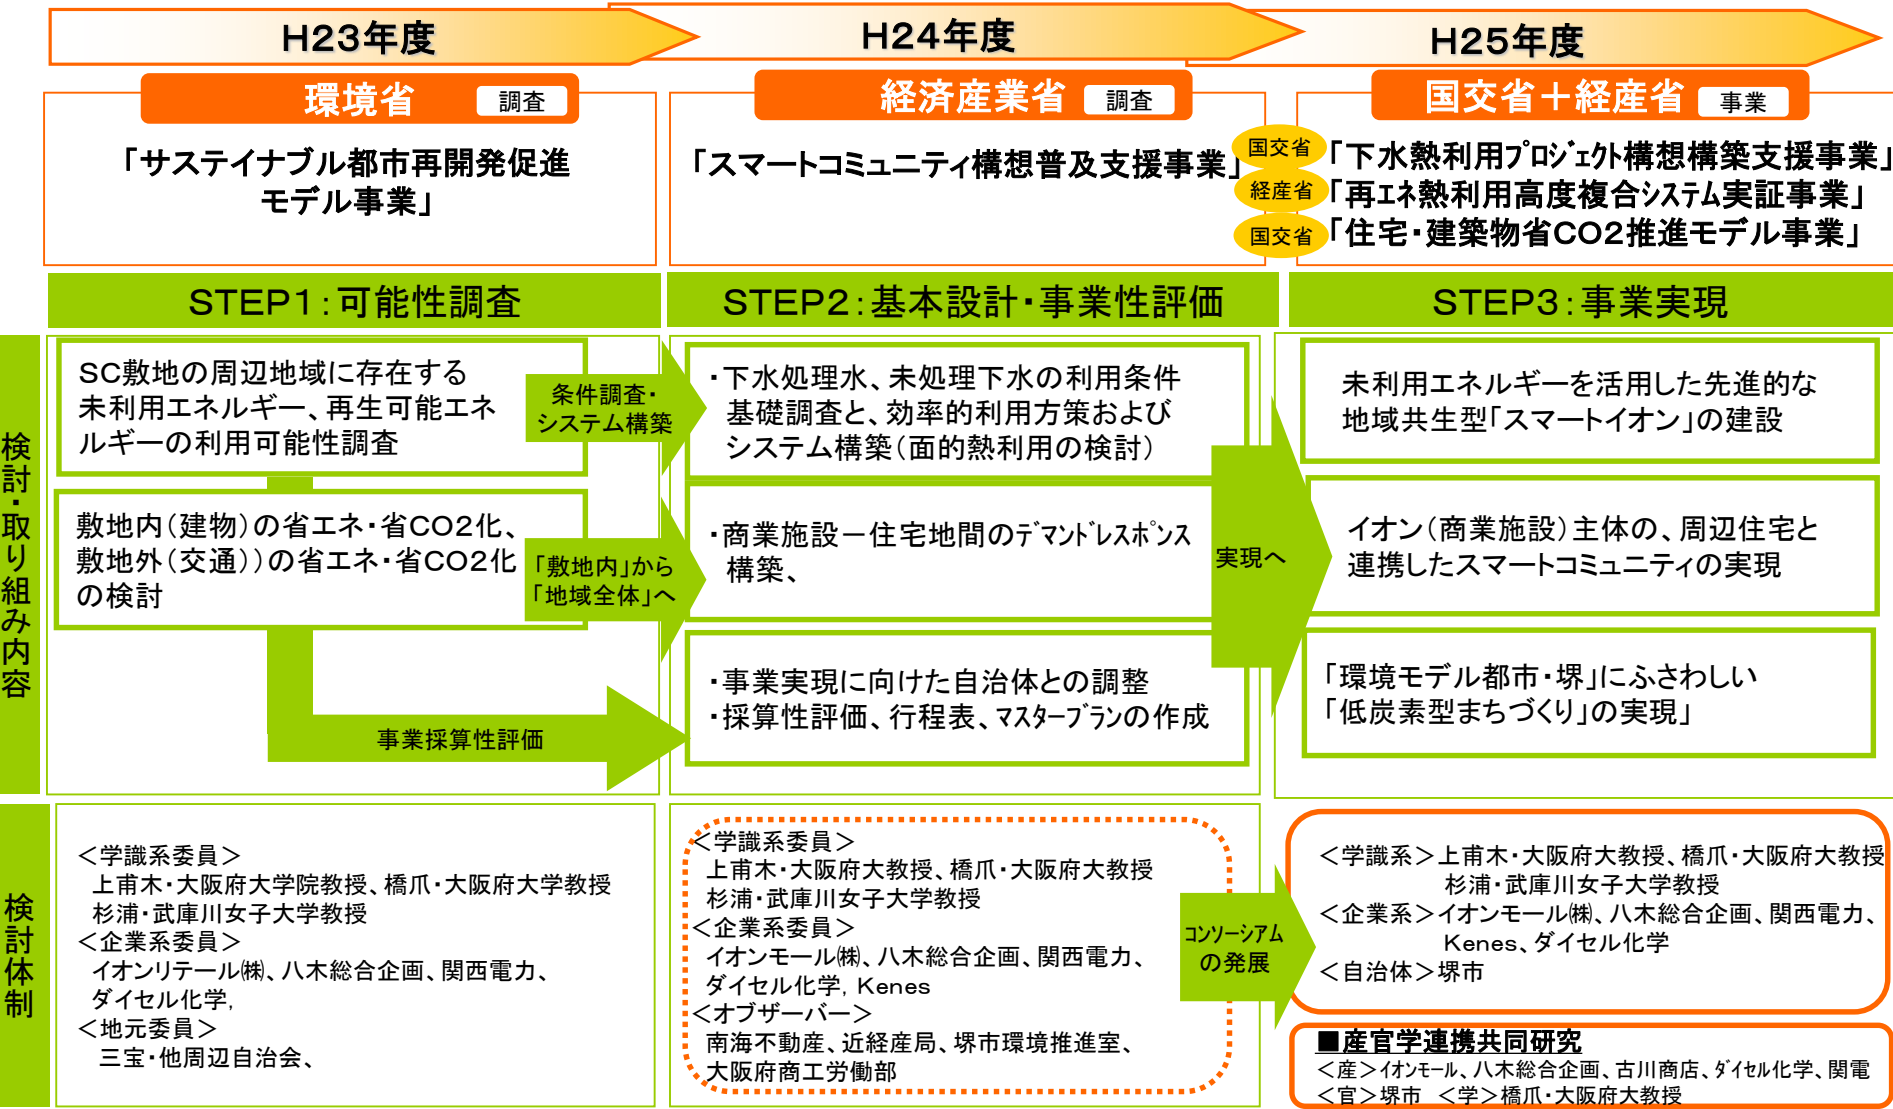 H23年度
H24年度
H25年度
環境省 調査
「サステイナブル都市再開発促進
モデル事業」
経済産業省 調査
「スマートコミュニティ構想普及支援事業」
国交省＋経産省 事業
国交省 「下水熱利用プロジェクト構想構築支援事業」
経産省 「再エネ熱利用高度複合システム実証事業」
国交省 「住宅・建築物省CO2推進モデル事業」
STEP1：可能性調査
STEP2：基本設計・事業性評価
STEP3：事業実現
検討・取り組み内容
SC敷地の周辺地域に存在する
未利用エネルギー、再生可能エネ
ルギーの利用可能性調査
敷地内（建物）の省エネ・省CO2化、
敷地外（交通））の省エネ・省CO2化
の検討
条件調査・
システム構築
「敷地内」から
「地域全体」へ
事業採算性評価
・下水処理水、未処理下水の利用条件
基礎調査と、効率的利用方策および
システム構築（面的熱利用の検討）
・商業施設－住宅地間のデマンドレスポンス
構築、
・事業実現に向けた自治体との調整
・採算性評価、行程表、マスタープランの作成
実現へ
未利用エネルギーを活用した先進的な
地域共生型「スマートイオン」の建設
イオン（商業施設）主体の、周辺住宅と
連携したスマートコミュニティの実現
「環境モデル都市・堺」にふさわしい
「低炭素型まちづくり」の実現」
検討体制
＜学識系委員＞
上甫木・大阪府大学院教授、橋爪・大阪府大学教授
杉浦・武庫川女子大学教授
＜企業系委員＞
イオンリテール㈱、八木総合企画、関西電力、
ダイセル化学,
＜地元委員＞
三宝・他周辺自治会、
＜学識系委員＞
上甫木・大阪府大教授、橋爪・大阪府大教授
杉浦・武庫川女子大学教授
＜企業系委員＞
イオンモール㈱、八木総合企画、関西電力、
ダイセル化学, Kenes
＜オブザーバー＞
南海不動産、近経産局、堺市環境推進室、
大阪府商工労働部
コンソーシアム
の発展
＜学識系＞上甫木・大阪府大教授、橋爪・大阪府大教授
杉浦・武庫川女子大学教授
＜企業系＞イオンモール㈱、八木総合企画、関西電力、
Kenes、ダイセル化学
＜自治体＞堺市
■産官学連携共同研究
＜産＞イオンモール、八木総合企画、古川商店、ダイセル化学、関電
＜官＞堺市 ＜学＞橋爪・大阪府大教授